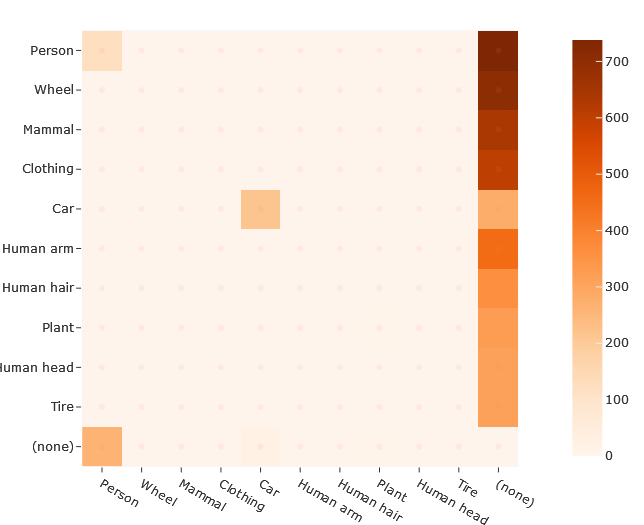 Person
Wheel
Mammal
Clothing
Car
Human arm
Human hair
Plant
Human head
Tire
(none)
Person
Wheel
Mammal
Clothing
Car
Human arm
Human hair
Plant
Human head
Tire
(none)
700
600
500
400
300
200
100
0